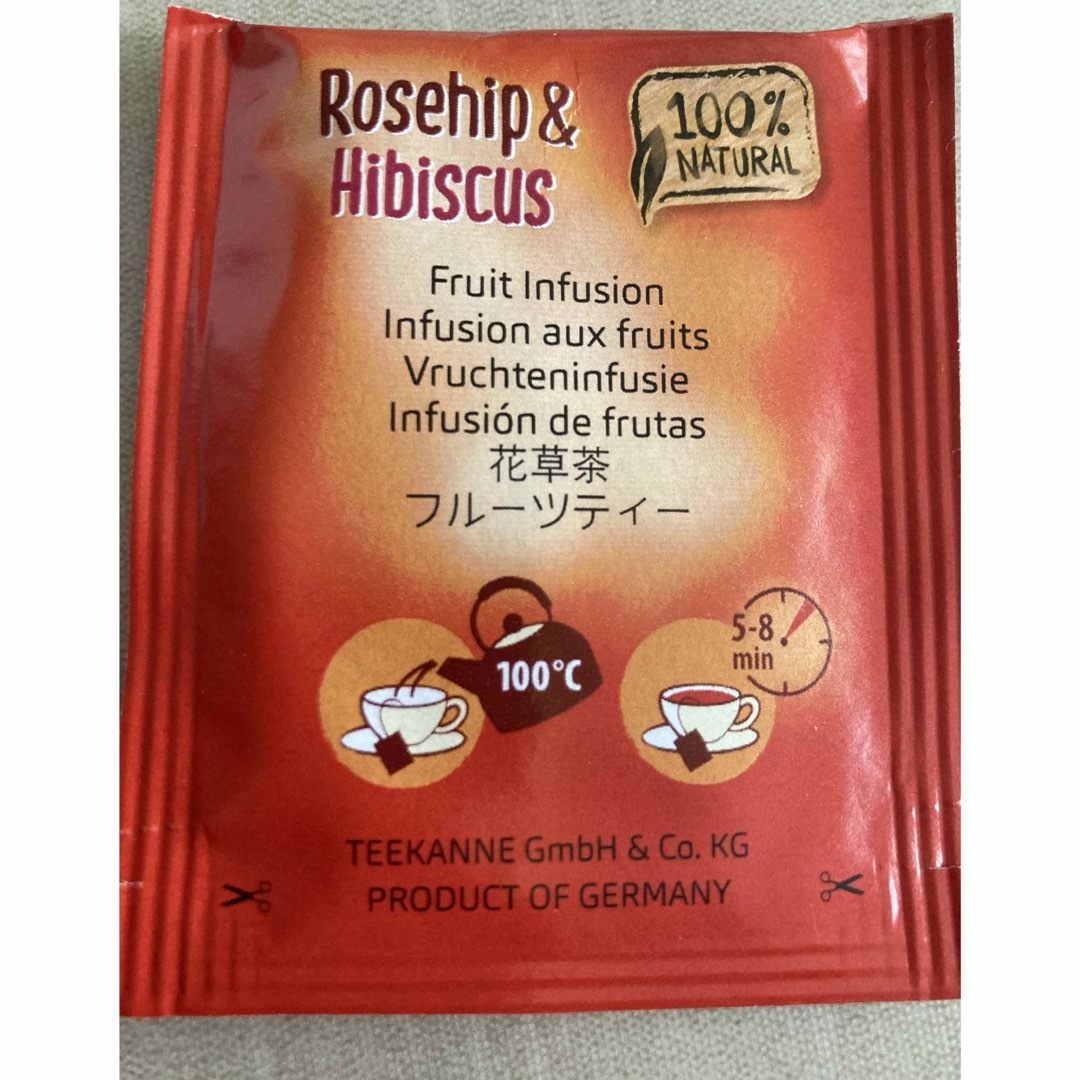 Rosehip &
Hibiscus
100%
NATURAL
Fruit Infusion
Infusion aux fruits
Vruchteninfusie
Infusión de frutas
花草茶
フルーツティー
100°C
5-8
min
TEEKANNE GmbH & Co. KG
PRODUCT OF GERMANY